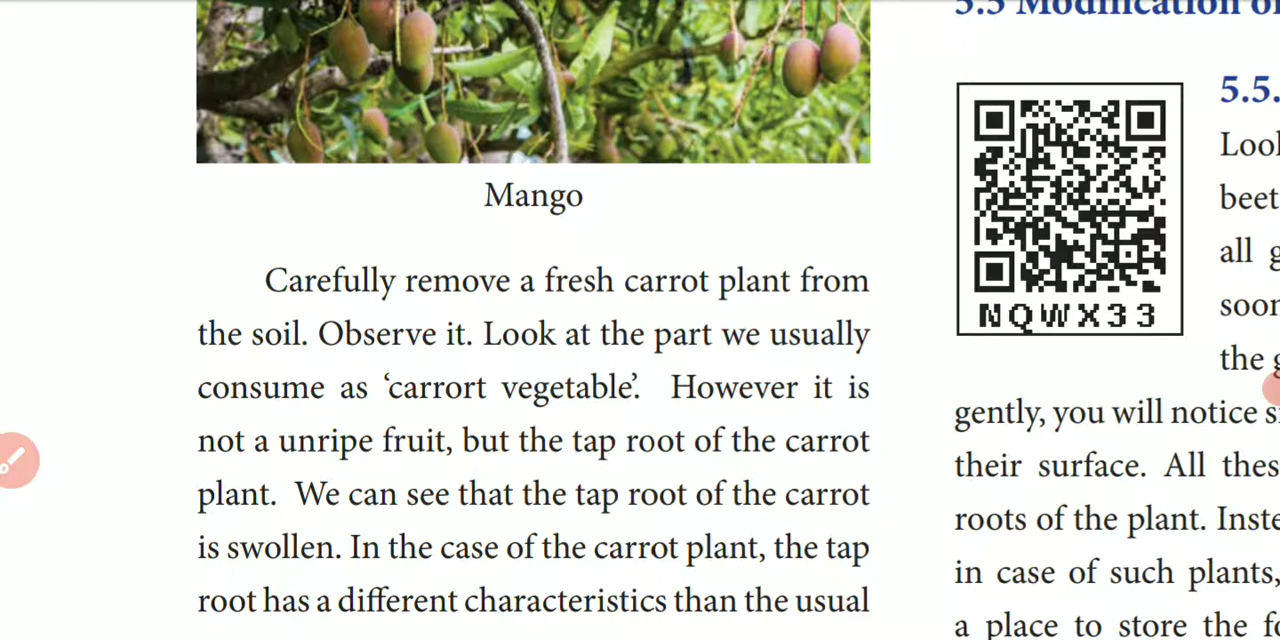 Mango
Carefully remove a fresh carrot plant from
the soil. Observe it. Look at the part we usually
consume as ‘carrort vegetable’. However it is
not a unripe fruit, but the tap root of the carrot
plant. We can see that the tap root of the carrot
is swollen. In the case of the carrot plant, the tap
root has a different characteristics than the usual
5.5 Modification of
NQWX33
5.5.
Look
beet
all g
soon
the g
gently, you will notice s
their surface. All thes
roots of the plant. Inste
in case of such plants,
a place to store the fo